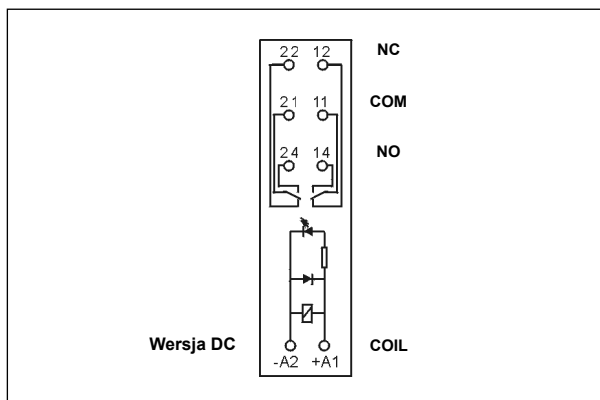 22 12 NC
21 11 COM
24 14 NO
Wersja DC COIL
-A2 +A1